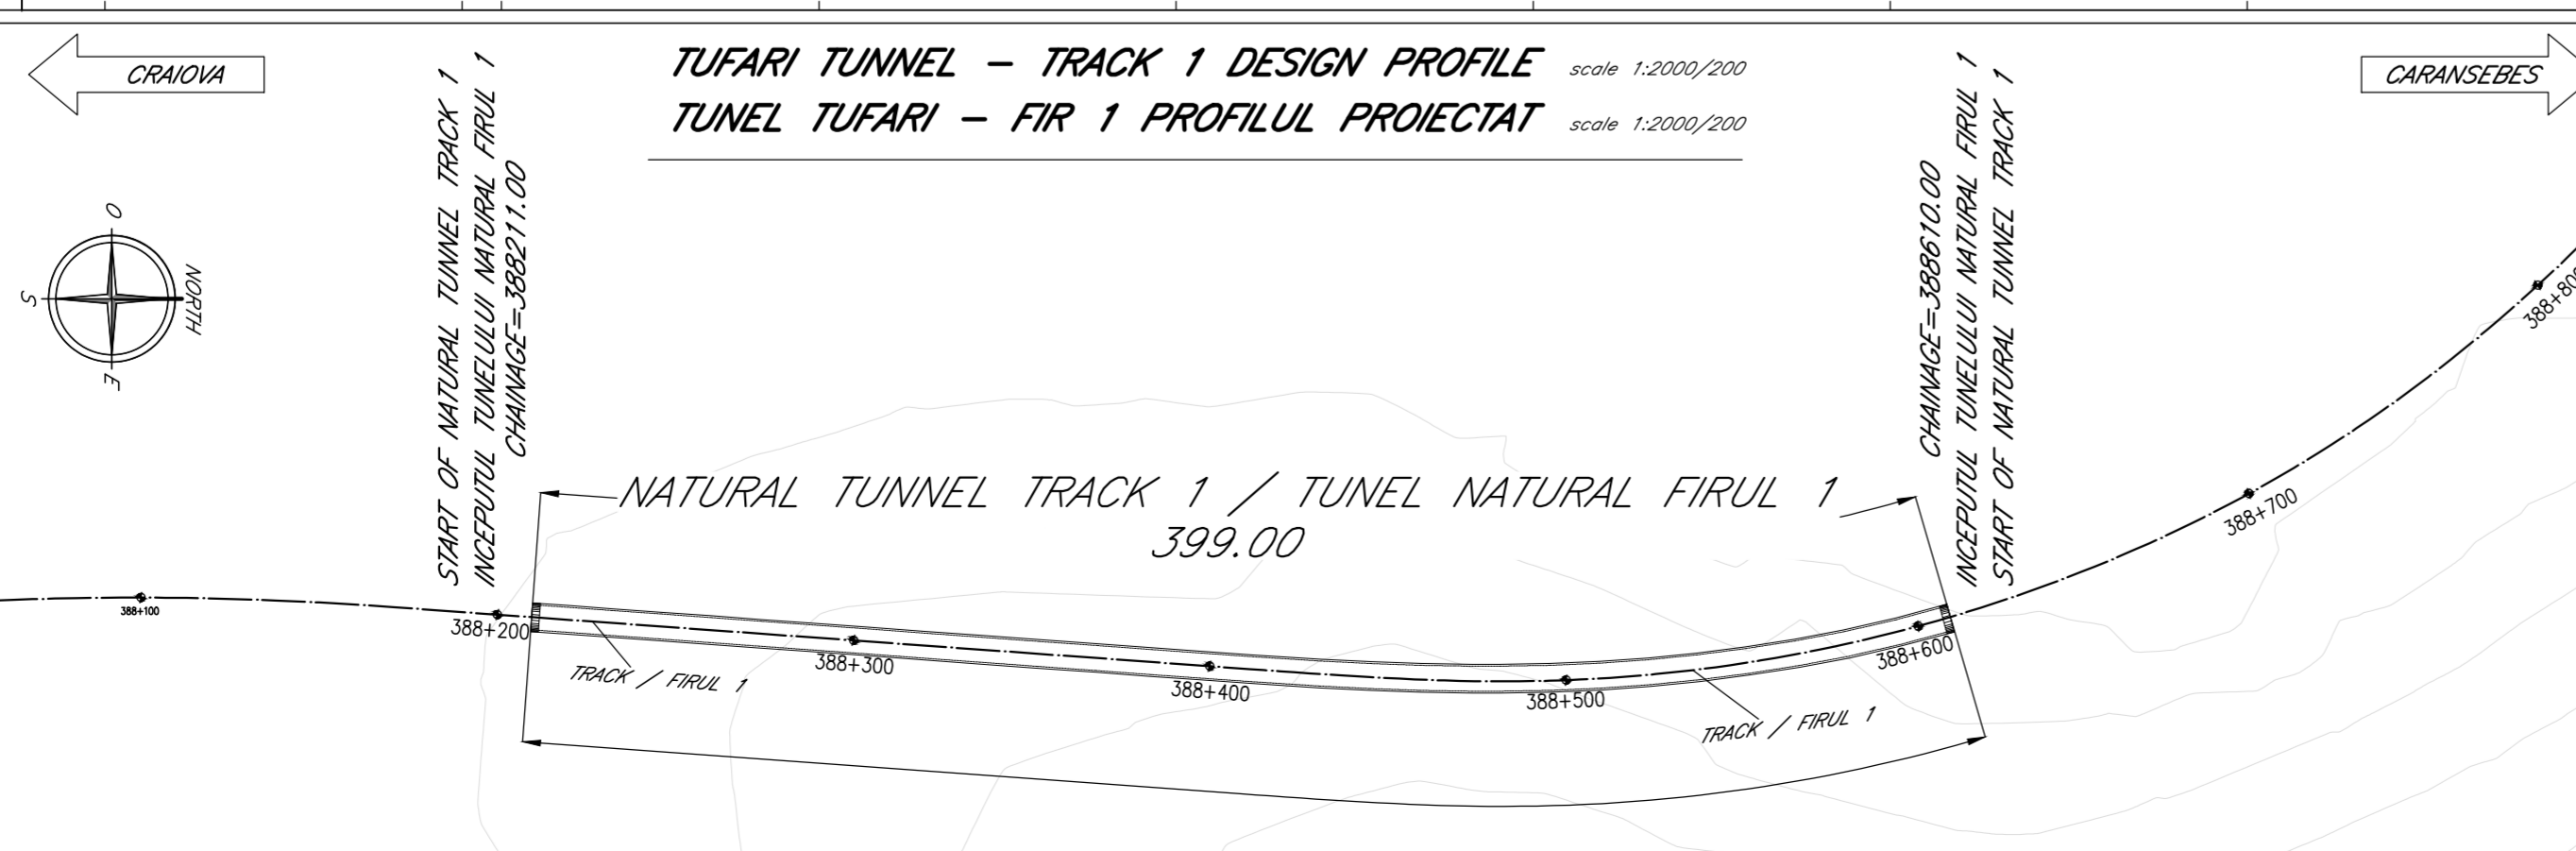 CRAIOVA
TUFARI TUNNEL – TRACK 1 DESIGN PROFILE scale 1:2000/200
TUNEL TUFARI – FIR 1 PROFILUL PROIECTAT scale 1:2000/200
CARANSEBES
O
S
NORTH
E
START OF NATURAL TUNNEL TRACK 1
INCEPUTUL TUNELULUI NATURAL FIRUL 1
CHAINAGE=388211.00
CHAINAGE=388610.00
INCEPUTUL TUNELULUI NATURAL FIRUL 1
START OF NATURAL TUNNEL TRACK 1
NATURAL TUNNEL TRACK 1 / TUNEL NATURAL FIRUL 1
399.00
388+100
388+200
388+300
388+400
388+500
388+600
388+700
TRACK / FIRUL 1
TRACK / FIRUL 1